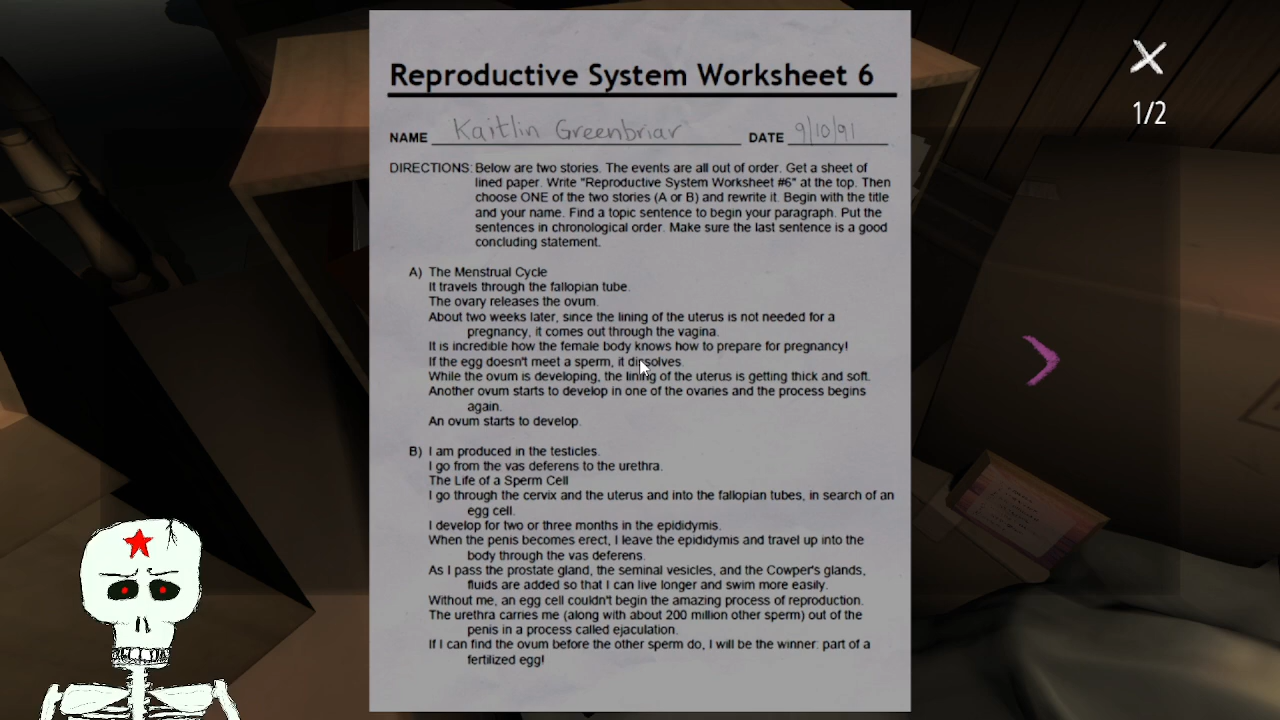 Reproductive System Worksheet 6
1/2
NAME Kaitlin Greenbriar DATE 9/10/91
DIRECTIONS: Below are two stories. The events are all out of order. Get a sheet of
lined paper. Write "Reproductive System Worksheet #6" at the top. Then
choose ONE of the two stories (A or B) and rewrite it. Begin with the title
and your name. Find a topic sentence to begin your paragraph. Put the
sentences in chronological order. Make sure the last sentence is a good
concluding statement.
A) The Menstrual Cycle
It travels through the fallopian tube.
The ovary releases the ovum.
About two weeks later, since the lining of the uterus is not needed for a
pregnancy, it comes out through the vagina.
It is incredible how the female body knows how to prepare for pregnancy!
If the egg doesn't meet a sperm, it dissolves.
While the ovum is developing, the lining of the uterus is getting thick and soft.
Another ovum starts to develop in one of the ovaries and the process begins
again.
An ovum starts to develop.
B) I am produced in the testicles.
I go from the vas deferens to the urethra.
The Life of a Sperm Cell
I go through the cervix and the uterus and into the fallopian tubes, in search of an
egg cell.
I develop for two or three months in the epididymis.
When the penis becomes erect, I leave the epididymis and travel up into the
body through the vas deferens.
As I pass the prostate gland, the seminal vesicles, and the Cowper's glands,
fluids are added so that I can live longer and swim more easily.
Without me, an egg cell couldn't begin the amazing process of reproduction.
The urethra carries me (along with about 200 million other sperm) out of the
penis in a process called ejaculation.
If I can find the ovum before the other sperm do, I will be the winner: part of a
fertilized egg!